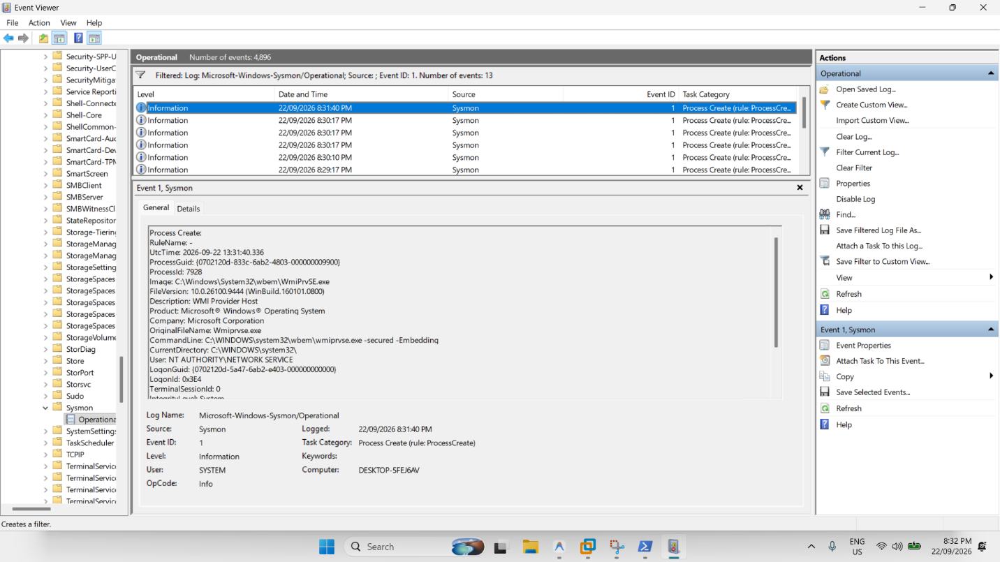 Event Viewer
File Action View Help
Security-SPP-U
Security-UserC
SecurityMitiga
Service Reporti
Shell-Connecte
Shell-Core
ShellCommon-
SmartCard-Auc
SmartCard-Dev
SmartCard-TPN
SmartScreen
SMBClient
SMBServer
SMBWitnessCl
StateRepositor
Storage-Tiering
StorageManag
StorageManag
StorageSetting
StorageSpaces
StorageSpaces
StorageSpaces
StorageSpaces
StorageSpaces
StorageVolume
StorDiag
Store
StorPort
Storsvc
Sudo
Sysmon
Operationa
SystemSettings
TaskScheduler
TCPIP
TerminalServic
TerminalServic
TerminalServic
TerminalServic
Operational Number of events: 4,896
Filtered: Log: Microsoft-Windows-Sysmon/Operational; Source: ; Event ID: 1. Number of events: 13
Level Date and Time Source Event ID Task Category
Information 22/09/2026 8:31:40 PM Sysmon 1 Process Create (rule: ProcessCre...
Information 22/09/2026 8:30:17 PM Sysmon 1 Process Create (rule: ProcessCre...
Information 22/09/2026 8:30:17 PM Sysmon 1 Process Create (rule: ProcessCre...
Information 22/09/2026 8:30:17 PM Sysmon 1 Process Create (rule: ProcessCre...
Information 22/09/2026 8:30:10 PM Sysmon 1 Process Create (rule: ProcessCre...
Information 22/09/2026 8:29:17 PM Sysmon 1 Process Create (rule: ProcessCre...
Event 1, Sysmon
General Details
Process Create:
RuleName: -
UtcTime: 2026-09-22 13:31:40.336
ProcessGuid: {0702120d-833c-6ab2-4803-000000009900}
ProcessId: 7928
Image: C:\Windows\System32\wbem\WmiPrvSE.exe
FileVersion: 10.0.26100.9444 (WinBuild.160101.0800)
Description: WMI Provider Host
Product: Microsoft® Windows® Operating System
Company: Microsoft Corporation
OriginalFileName: Wmiprvse.exe
CommandLine: C:\WINDOWS\system32\wbem\wmiprvse.exe -secured -Embedding
CurrentDirectory: C:\WINDOWS\system32\
User: NT AUTHORITY\NETWORK SERVICE
LogonGuid: {0702120d-5a47-6ab2-e403-000000000000}
LogonId: 0x3E4
TerminalSessionId: 0
IntegrityLevel: System
Log Name: Microsoft-Windows-Sysmon/Operational
Source: Sysmon Logged: 22/09/2026 8:31:40 PM
Event ID: 1 Task Category: Process Create (rule: ProcessCreate)
Level: Information Keywords:
User: SYSTEM Computer: DESKTOP-5FEJ6AV
OpCode: Info
Actions
Operational
Open Saved Log...
Create Custom View...
Import Custom View...
Clear Log...
Filter Current Log...
Clear Filter
Properties
Disable Log
Find...
Save Filtered Log File As...
Attach a Task To this Log...
Save Filter to Custom View...
View
Refresh
Help
Event 1, Sysmon
Event Properties
Attach Task To This Event...
Copy
Save Selected Events...
Refresh
Help
Creates a filter.
Search
ENG
US
8:32 PM
22/09/2026